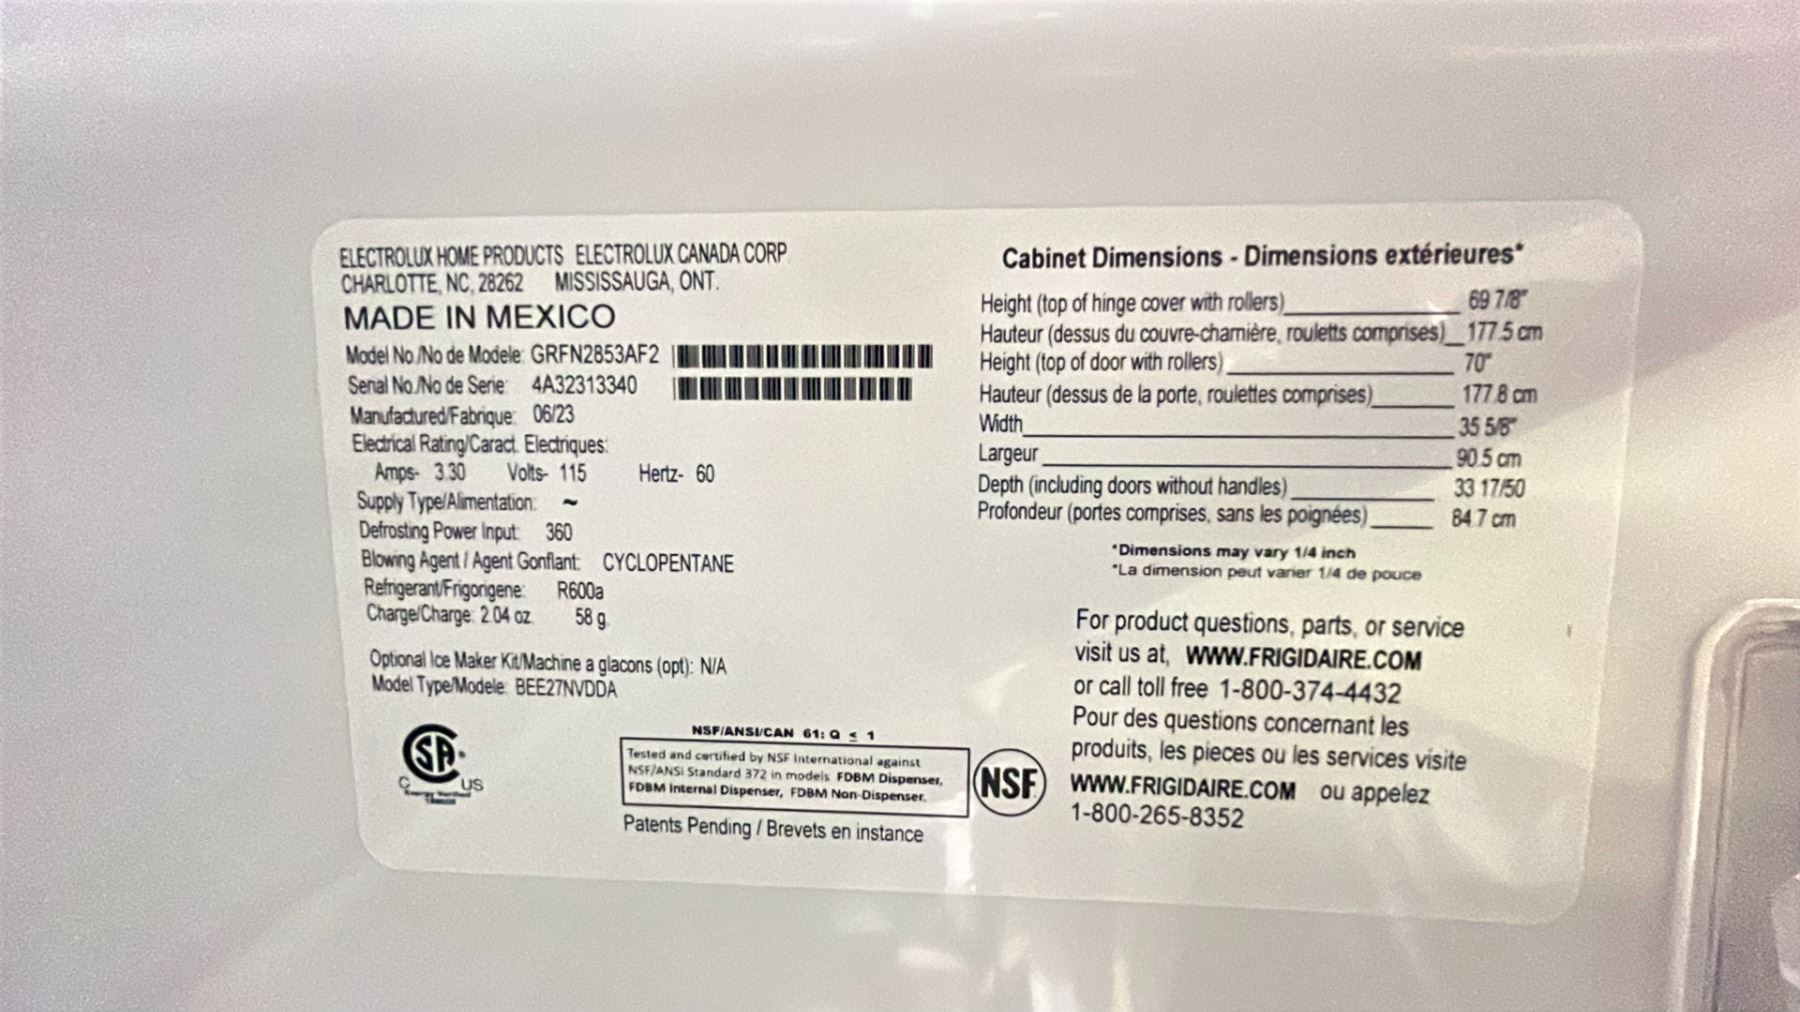 ELECTROLUX HOME PRODUCTS ELECTROLUX CANADA CORP
CHARLOTTE, NC, 28262 MISSISSAUGA, ONT.
MADE IN MEXICO
Model No./No de Modele: GRFN2853AF2
Serial No./No de Serie: 4A32313340
Manufactured/Fabrique: 06/23
Electrical Rating/Caract. Electriques:
Amps- 3.30 Volts- 115 Hertz- 60
Supply Type/Alimentation: ~
Defrosting Power Input: 360
Blowing Agent / Agent Gonflant: CYCLOPENTANE
Refrigerant/Frigorigene: R600a
Charge/Charge: 2.04 oz. 58 g.
Optional Ice Maker Kit/Machine a glacons (opt): N/A
Model Type/Modele: BEE27NVDDA
SA
C US
NSF/ANSI/CAN 61: Q ≤ 1
Tested and certified by NSF International against
NSF/ANSI Standard 372 in models FDBM Dispenser,
FDBM Internal Dispenser, FDBM Non-Dispenser.
NSF
Patents Pending / Brevets en instance
Cabinet Dimensions - Dimensions extérieures*
Height (top of hinge cover with rollers) 69 7/8"
Hauteur (dessus du couvre-charnière, rouletts comprises) 177.5 cm
Height (top of door with rollers) 70"
Hauteur (dessus de la porte, roulettes comprises) 177.8 cm
Width 35 5/8"
Largeur 90.5 cm
Depth (including doors without handles) 33 17/50
Profondeur (portes comprises, sans les poignées) 84.7 cm
*Dimensions may vary 1/4 inch
*La dimension peut varier 1/4 de pouce
For product questions, parts, or service
visit us at, WWW.FRIGIDAIRE.COM
or call toll free 1-800-374-4432
Pour des questions concernant les
produits, les pieces ou les services visite
WWW.FRIGIDAIRE.COM ou appelez
1-800-265-8352